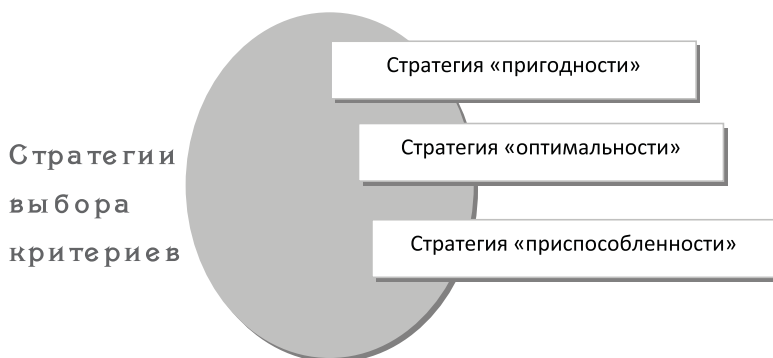 Стратегии
выбора
критериев
Стратегия «пригодности»
Стратегия «оптимальности»
Стратегия «приспособленности»